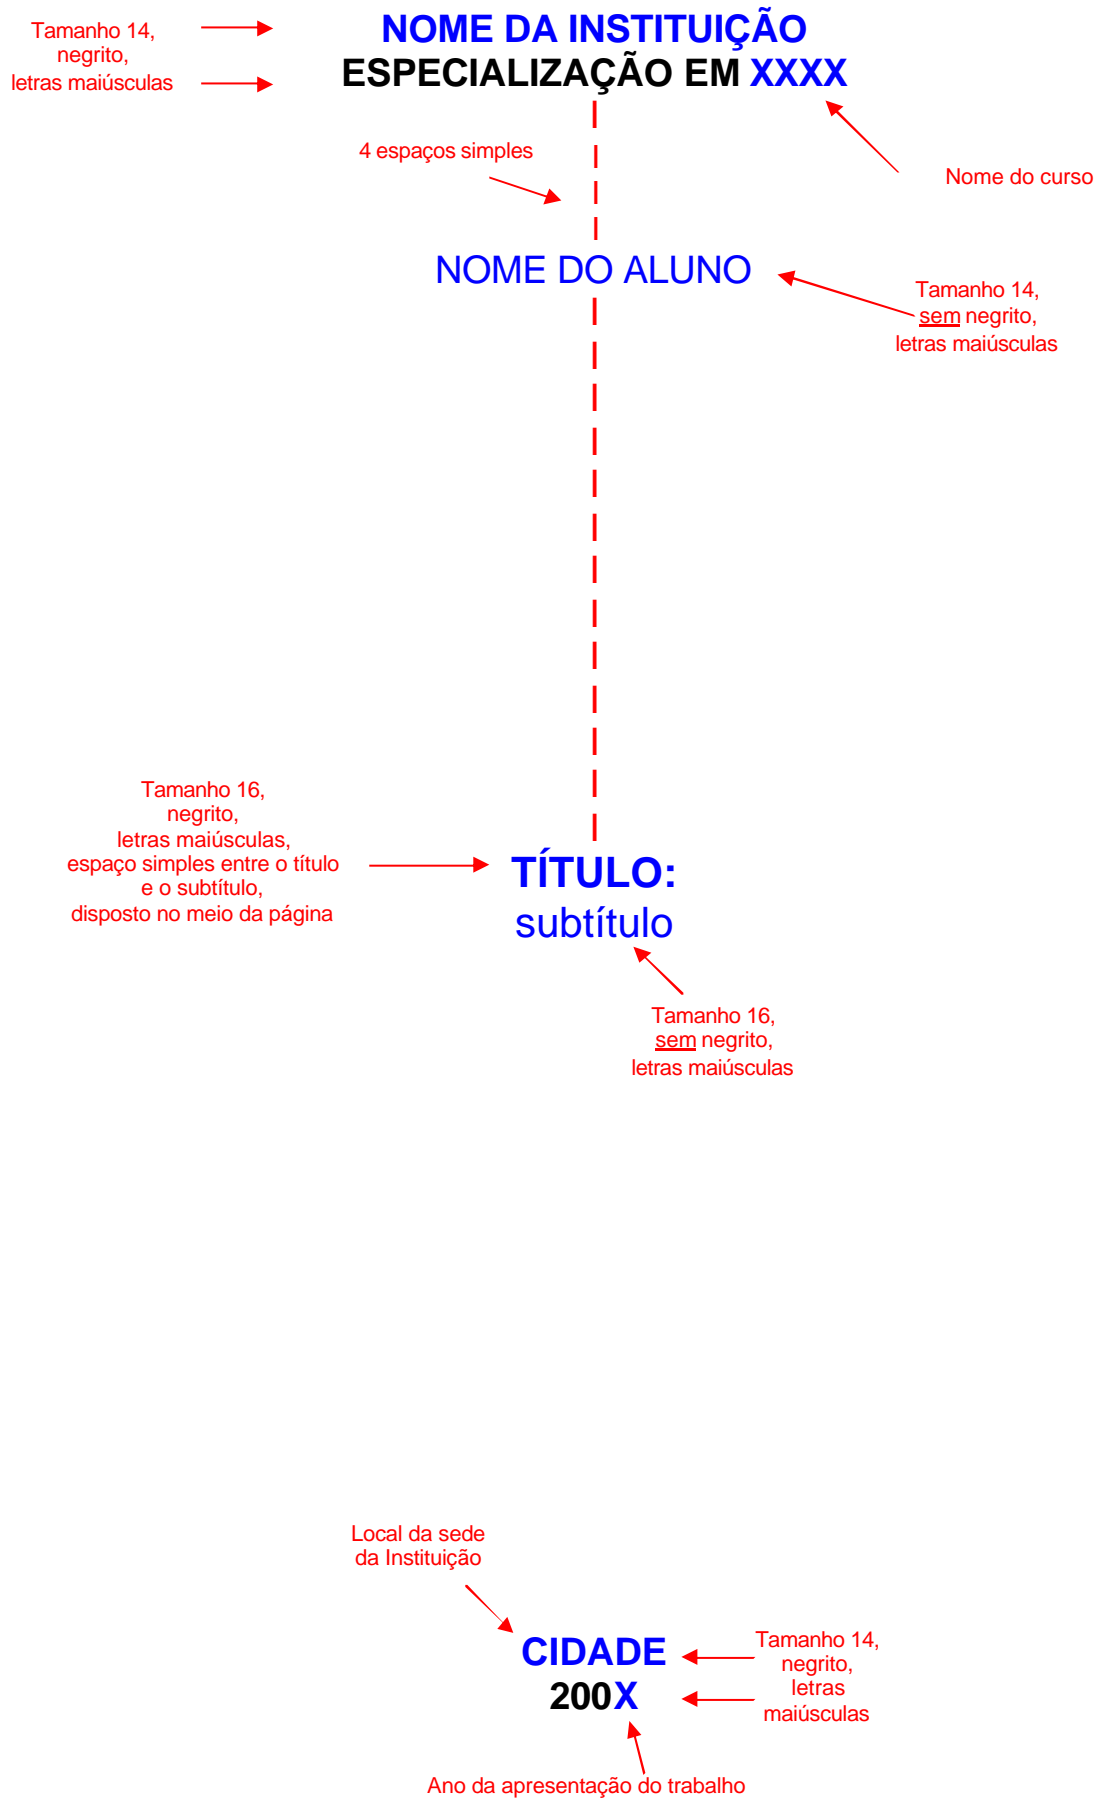 Tamanho 14,
negrito,
letras maiúsculas
NOME DA INSTITUIÇÃO
ESPECIALIZAÇÃO EM XXXX
4 espaços simples
Nome do curso
NOME DO ALUNO
Tamanho 14,
sem negrito,
letras maiúsculas
Tamanho 16,
negrito,
letras maiúsculas,
espaço simples entre o título
e o subtítulo,
disposto no meio da página
TÍTULO:
subtítulo
Tamanho 16,
sem negrito,
letras maiúsculas
Local da sede
da Instituição
CIDADE
200X
Tamanho 14,
negrito,
letras
maiúsculas
Ano da apresentação do trabalho